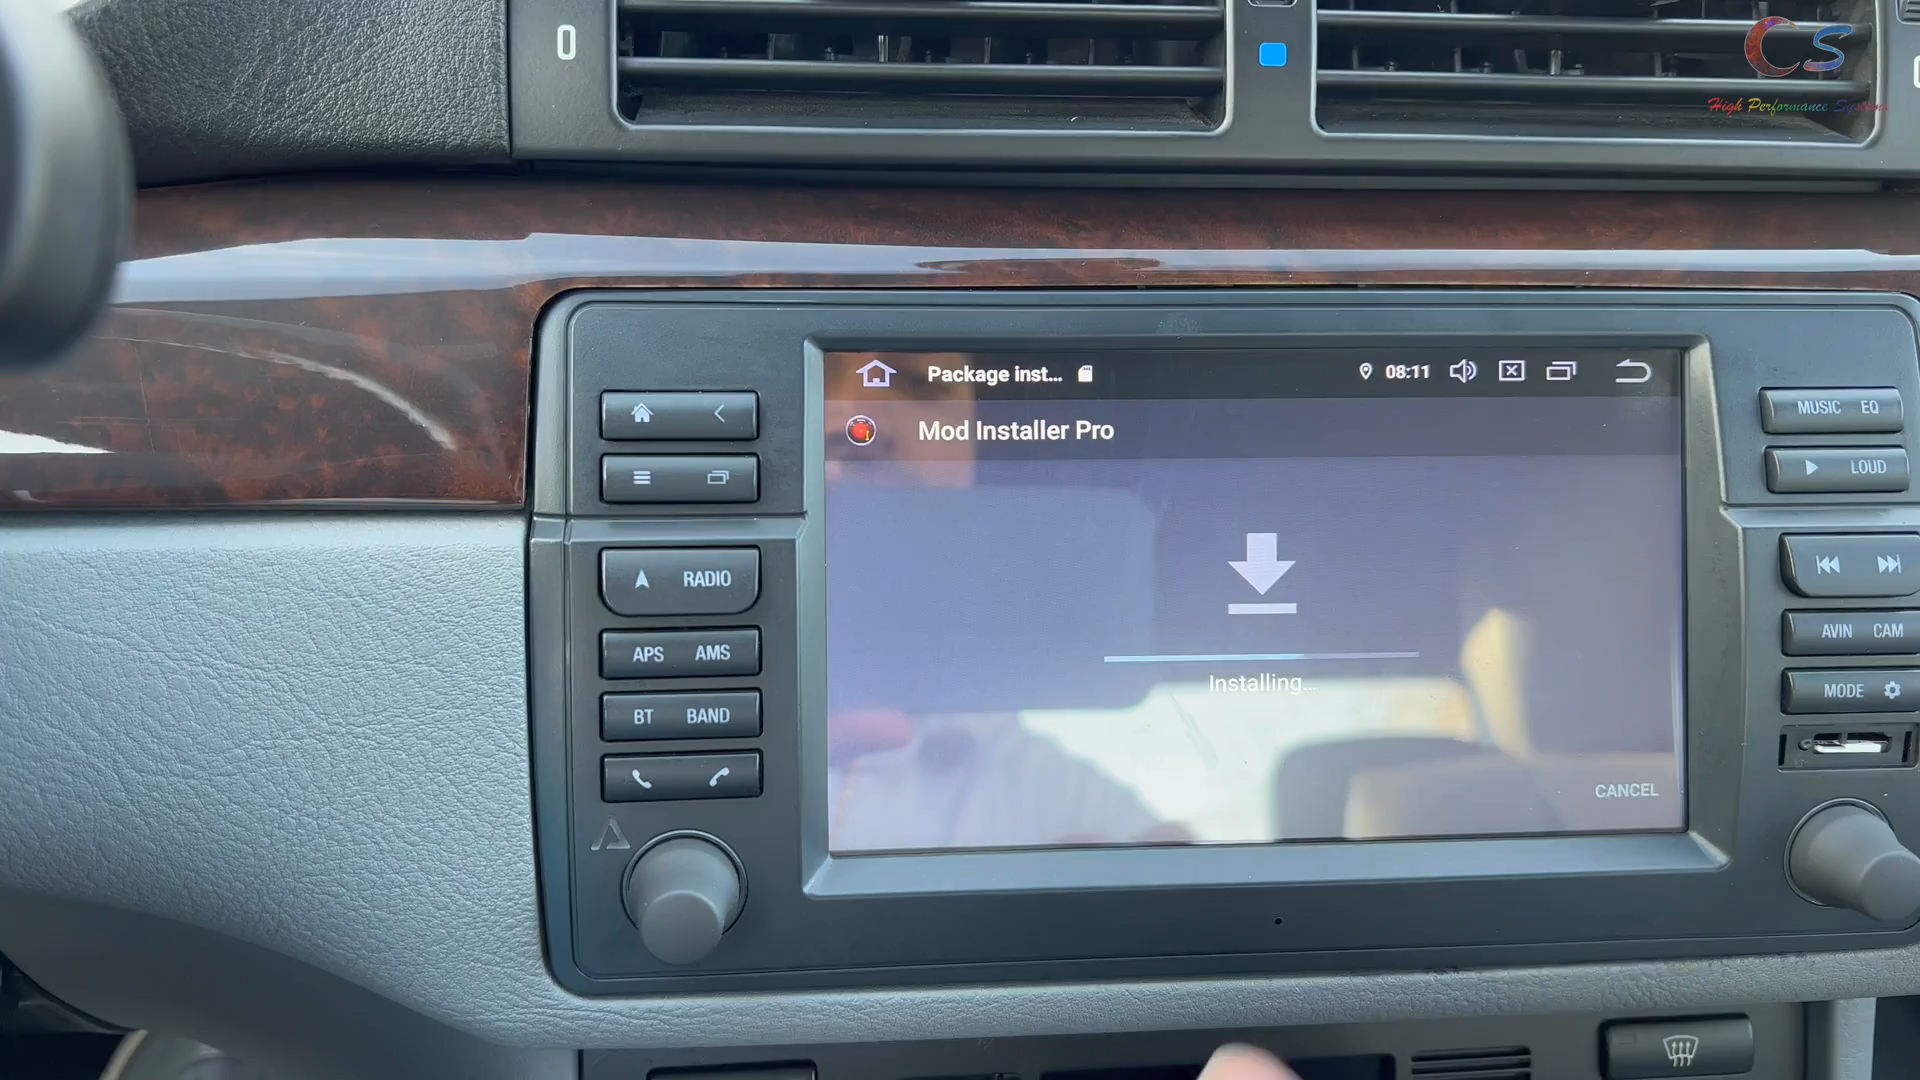 0
CS
High Performance
Package inst...
08:11
Mod Installer Pro
Installing...
CANCEL
RADIO
APS AMS
BT BAND
MUSIC EQ
LOUD
AVIN CAM
MODE